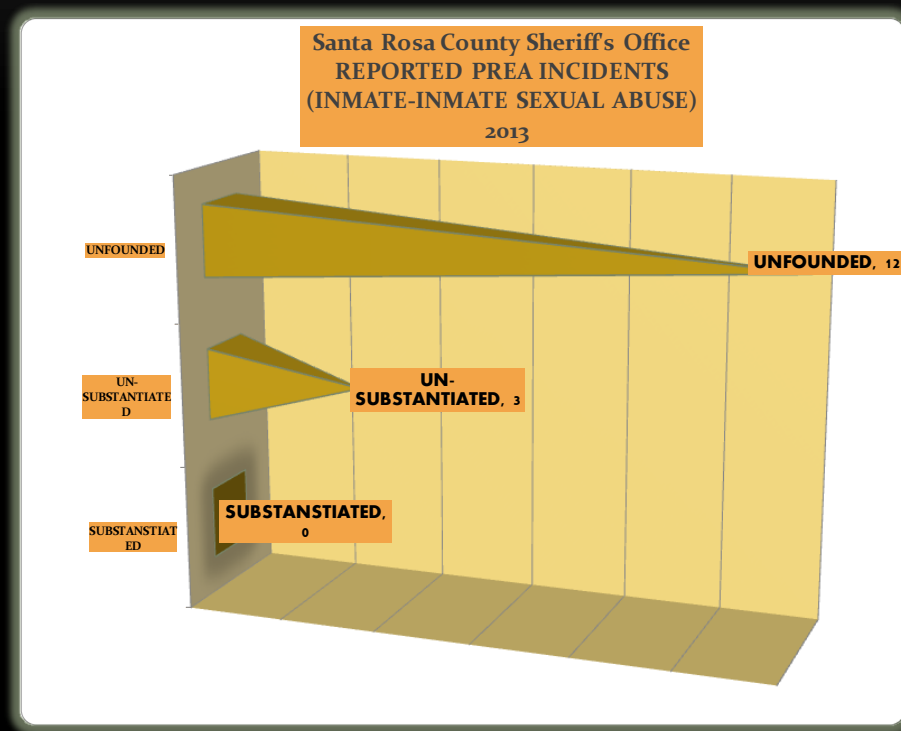 Santa Rosa County Sheriff's Office
REPORTED PREA INCIDENTS
(INMATE-INMATE SEXUAL ABUSE)
2013
UNFOUNDED
UNFOUNDED, 12
UN-
SUBSTANTIATE
D
UN-
SUBSTANTIATED, 3
SUBSTANSTIAT
ED
SUBSTANSTIATED,
0